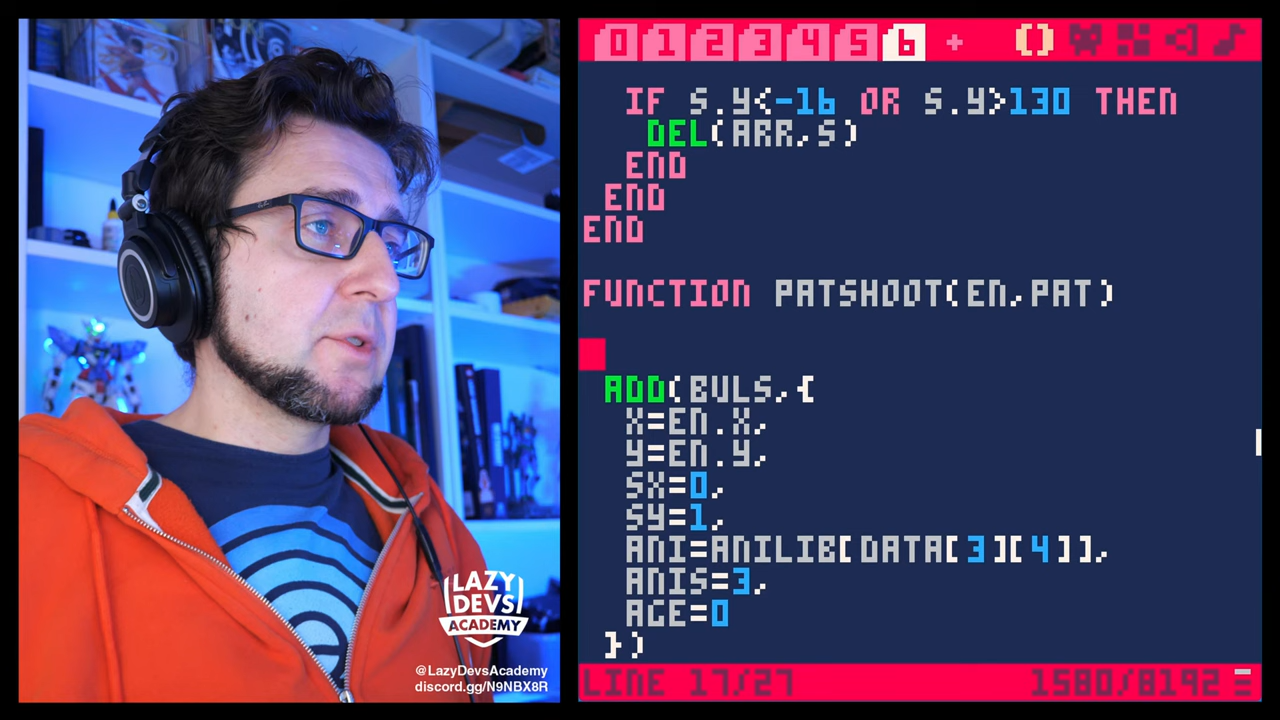 LAZY
DEVS
ACADEMY
@LazyDevsAcademy
discord.gg/N9NBX8R
0 1 2 3 4 5 6 + ()
IF S.Y<-16 OR S.Y>130 THEN
DEL(ARR,S)
END
END
END
FUNCTION PATSHOOT(EN,PAT)
ADD(BULS,{
X=EN.X,
Y=EN.Y,
SX=0,
SY=1,
ANI=ANILIB[DATA[3][4]],
ANIS=3,
AGE=0
})
LINE 17/27
1580/8192